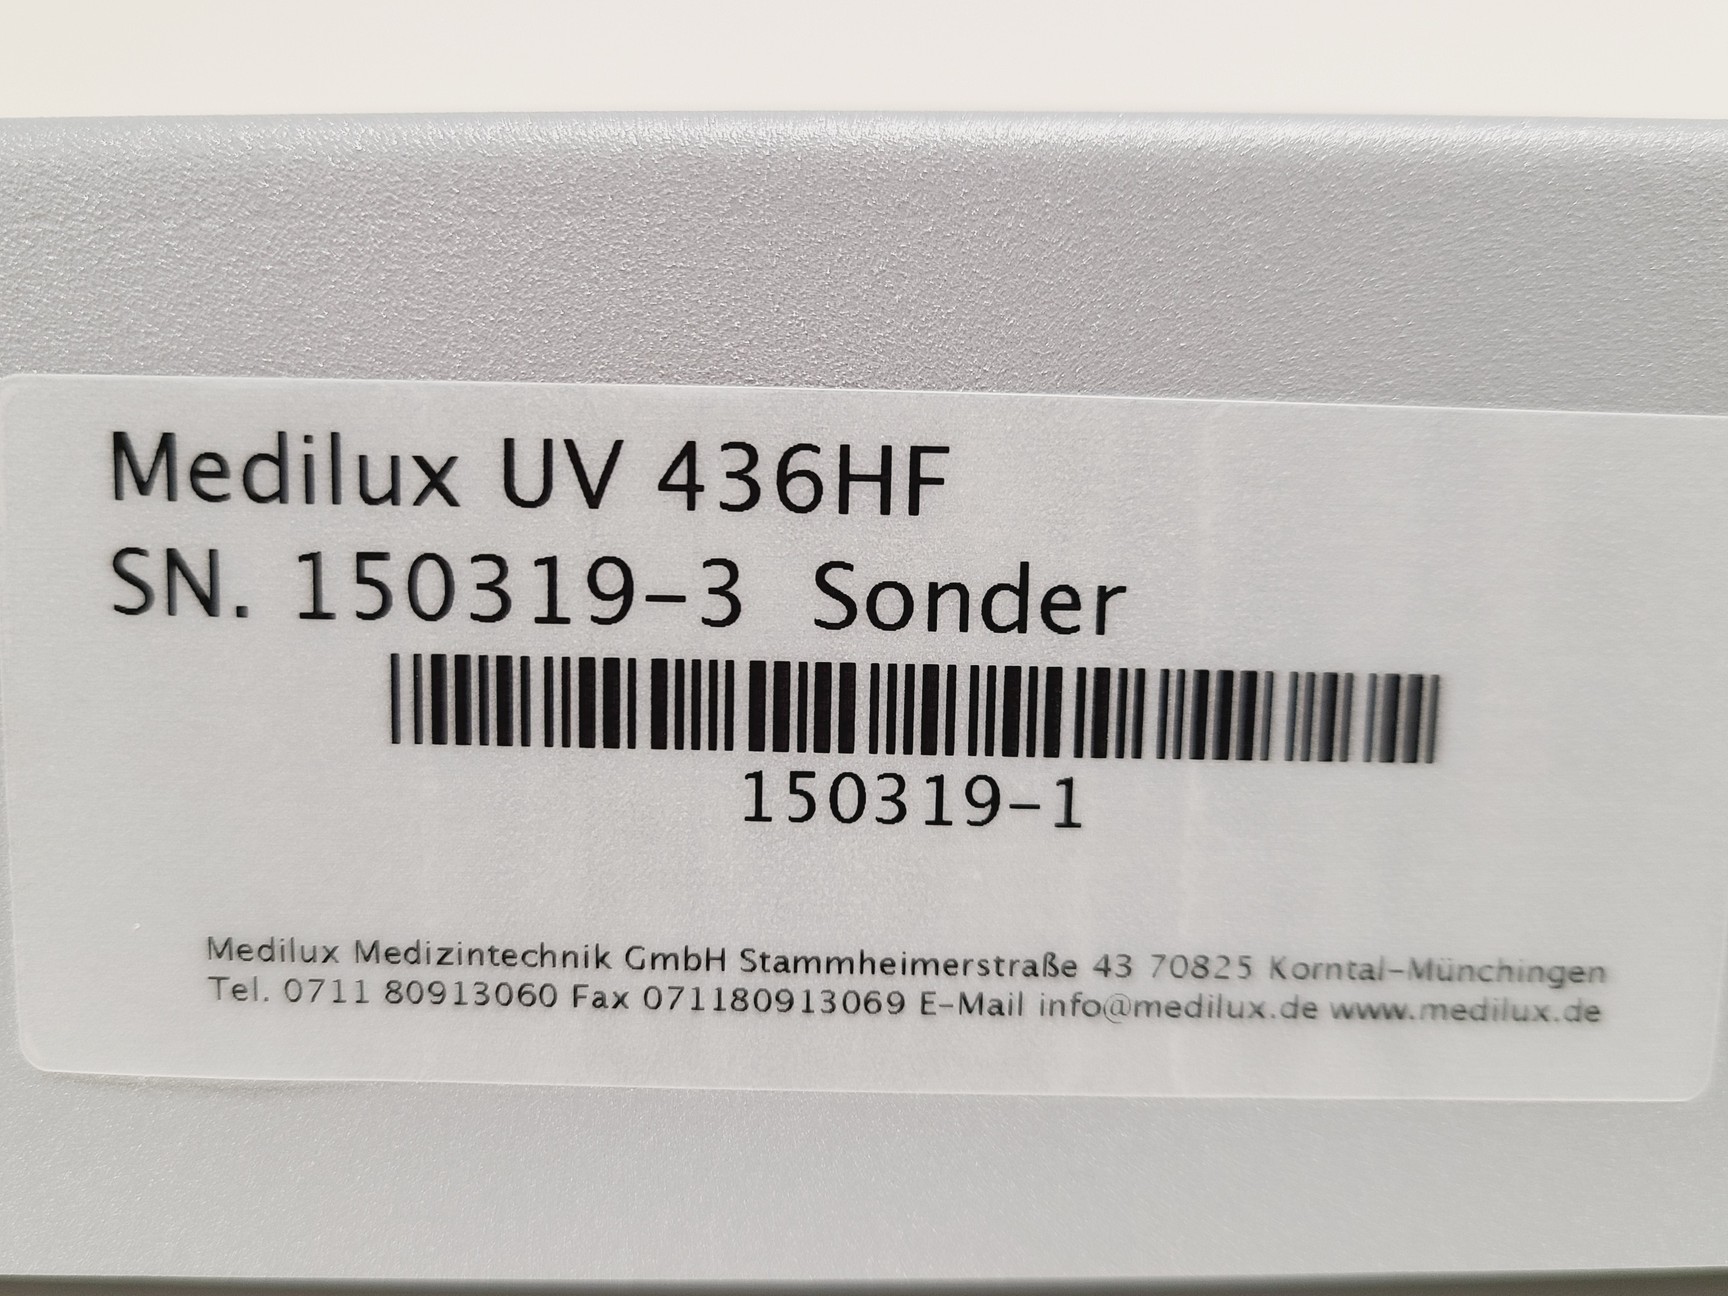 Medilux UV 436HF
SN. 150319-3 Sonder
150319-1
Medilux Medizintechnik GmbH Stammheimerstraße 43 70825 Korntal-Münchingen
Tel. 0711 80913060 Fax 071180913069 E-Mail info@medilux.de www.medilux.de